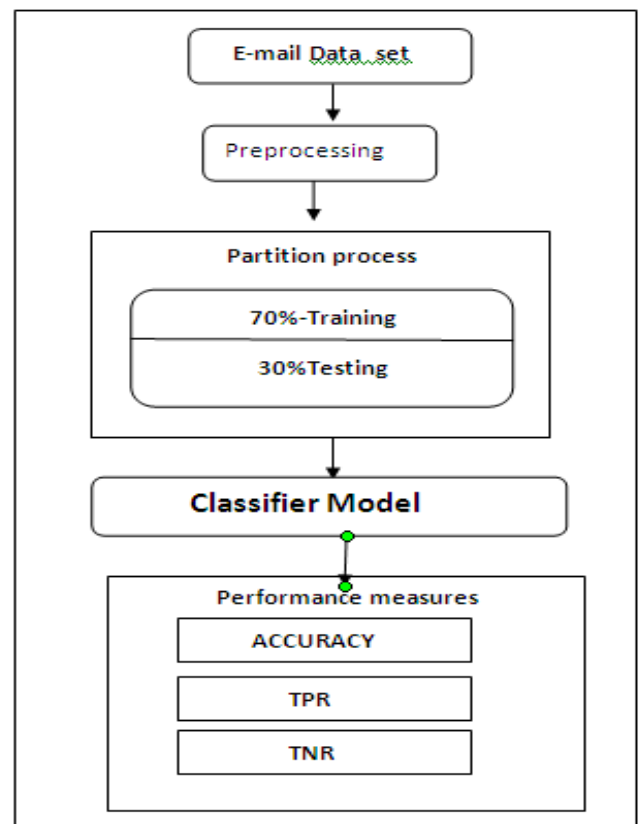 E-mail Data set
Preprocessing
Partition process
70%-Training
30%Testing
Classifier Model
Performance measures
ACCURACY
TPR
TNR